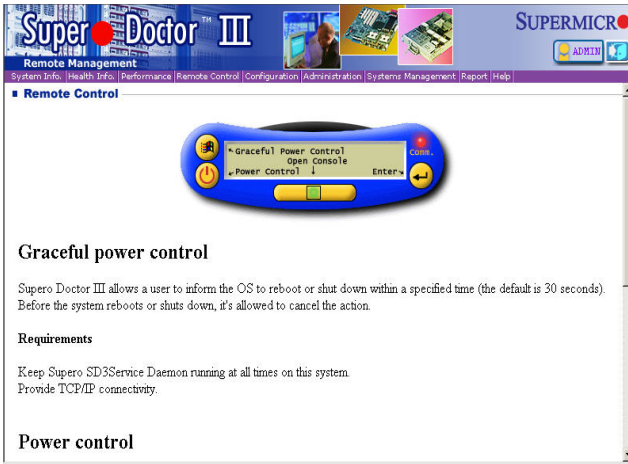 Supero Doctor™ III
SUPERMICRO
Remote Management
ADMIN
System Info. |Health Info. |Performance |Remote Control |Configuration |Administration |Systems Management |Report |Help
Remote Control
Graceful Power Control
Open Console
Power Control ↓
Enter
Comm.
Graceful power control
Supero Doctor III allows a user to inform the OS to reboot or shut down within a specified time (the default is 30 seconds).
Before the system reboots or shuts down, it's allowed to cancel the action.
Requirements
Keep Supero SD3Service Daemon running at all times on this system.
Provide TCP/IP connectivity.
Power control